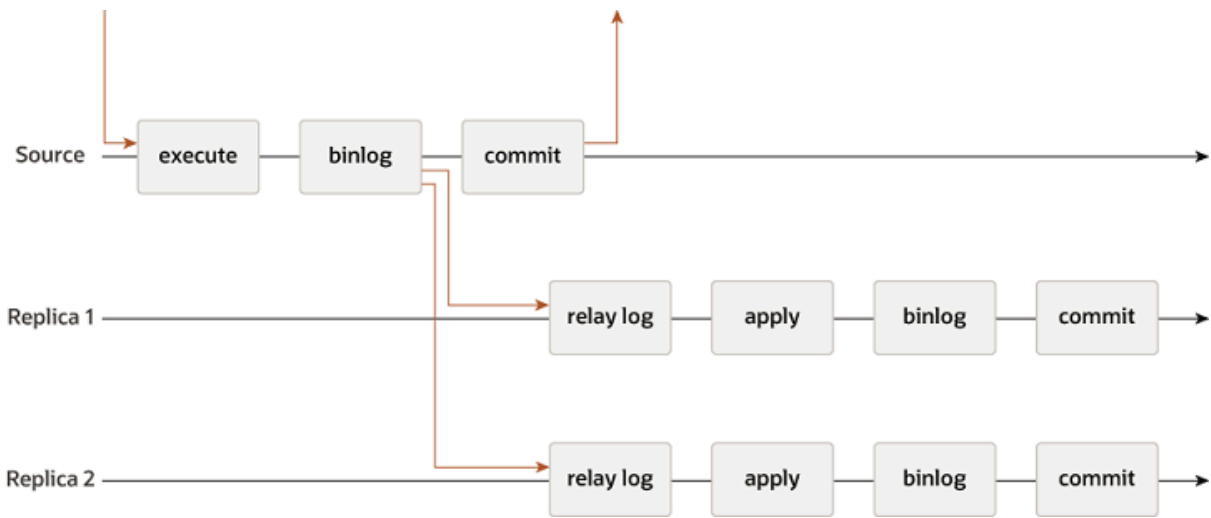 Source execute binlog commit
Replica 1 relay log apply binlog commit
Replica 2 relay log apply binlog commit